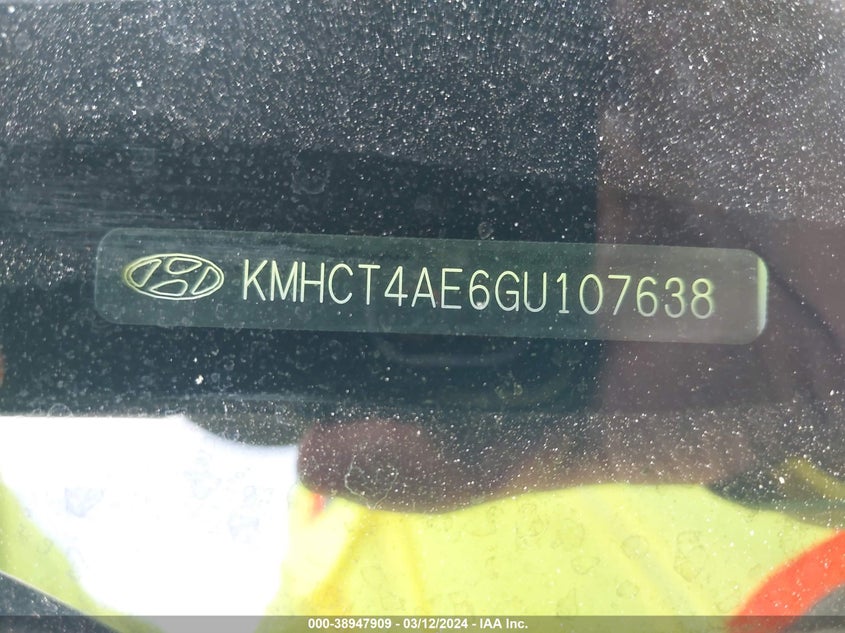 KMHCT4AE6GU107638
000-38947909 - 03/12/2024 - IAA Inc.